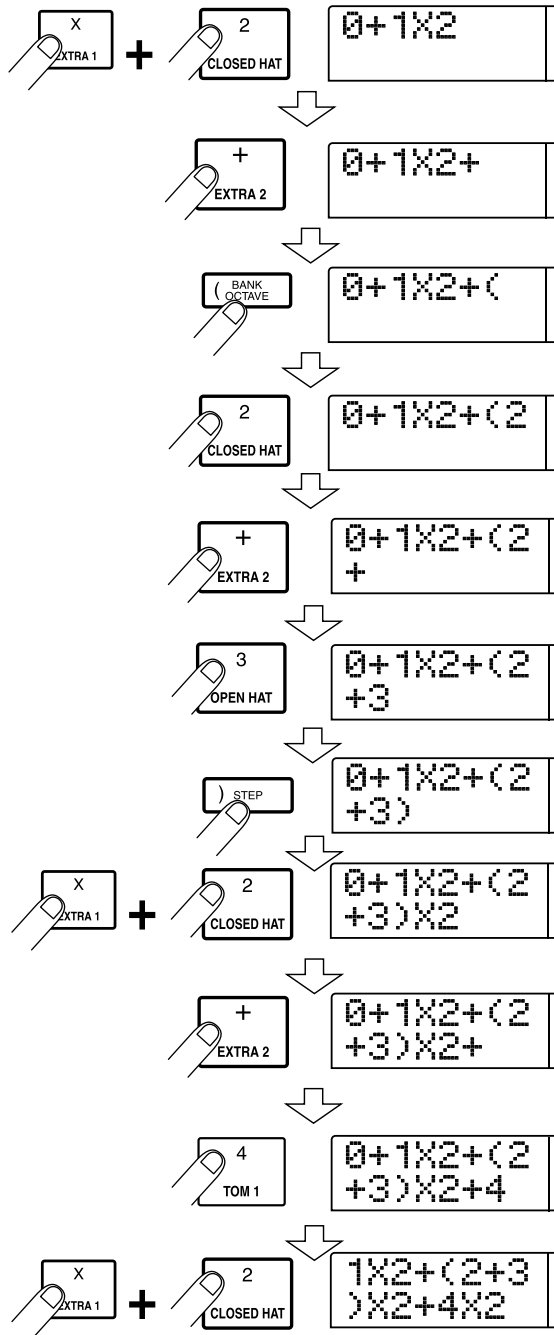 X
EXTRA 1
+
2
CLOSED HAT
0+1X2
+
EXTRA 2
0+1X2+
( BANK
OCTAVE
0+1X2+(
2
CLOSED HAT
0+1X2+(2
+
EXTRA 2
0+1X2+(2
+
3
OPEN HAT
0+1X2+(2
+3
) STEP
0+1X2+(2
+3)
X
EXTRA 1
+
2
CLOSED HAT
0+1X2+(2
+3)X2
+
EXTRA 2
0+1X2+(2
+3)X2+
4
TOM 1
0+1X2+(2
+3)X2+4
X
EXTRA 1
+
2
CLOSED HAT
1X2+(2+3
)X2+4X2